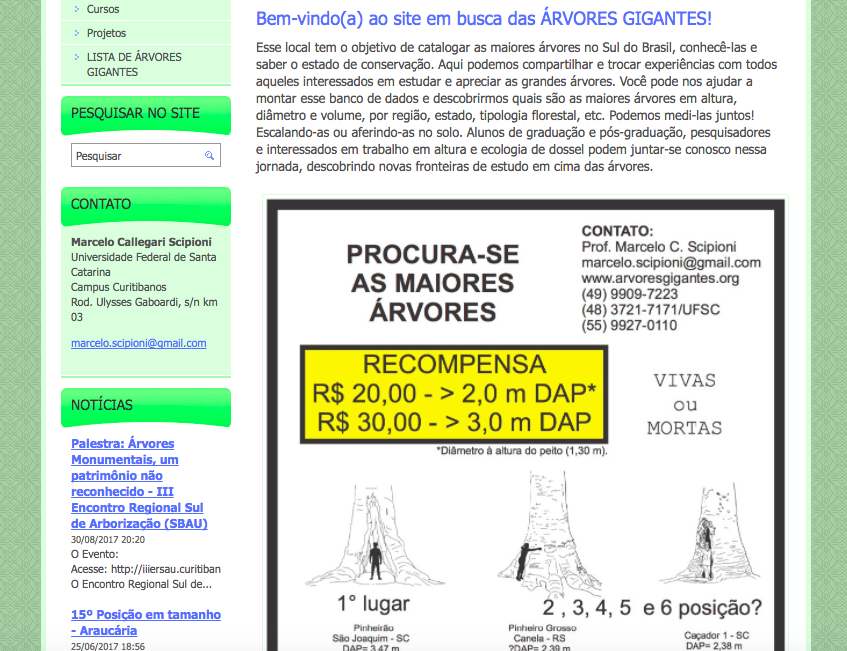 Cursos
Projetos
LISTA DE ÁRVORES
GIGANTES
PESQUISAR NO SITE
Pesquisar
CONTATO
Marcelo Callegari Scipioni
Universidade Federal de Santa
Catarina
Campus Curitibanos
Rod. Ulysses Gaboardi, s/n km
03
marcelo.scipioni@gmail.com
NOTÍCIAS
Palestra: Árvores
Monumentais, um
patrimônio não
reconhecido - III
Encontro Regional Sul
de Arborização (SBAU)
30/08/2017 20:20
O Evento:
Acesse: http://iiiersau.curitiban
O Encontro Regional Sul de...
15º Posição em tamanho
- Araucária
25/06/2017 18:56
Bem-vindo(a) ao site em busca das ÁRVORES GIGANTES!
Esse local tem o objetivo de catalogar as maiores árvores no Sul do Brasil, conhecê-las e
saber o estado de conservação. Aqui podemos compartilhar e trocar experiências com todos
aqueles interessados em estudar e apreciar as grandes árvores. Você pode nos ajudar a
montar esse banco de dados e descobrirmos quais são as maiores árvores em altura,
diâmetro e volume, por região, estado, tipologia florestal, etc. Podemos medi-las juntos!
Escalando-as ou aferindo-as no solo. Alunos de graduação e pós-graduação, pesquisadores
e interessados em trabalho em altura e ecologia de dossel podem juntar-se conosco nessa
jornada, descobrindo novas fronteiras de estudo em cima das árvores.
PROCURA-SE
AS MAIORES
ÁRVORES
CONTATO:
Prof. Marcelo C. Scipioni
marcelo.scipioni@gmail.com
www.arvoresgigantes.org
(49) 9909-7223
(48) 3721-7171/UFSC
(55) 9927-0110
RECOMPENSA
R$ 20,00 - > 2,0 m DAP*
R$ 30,00 - > 3,0 m DAP
*Diâmetro à altura do peito (1,30 m).
VIVAS
ou
MORTAS
1° lugar
2 , 3, 4, 5 e 6 posição?
Pinheirão
São Joaquim - SC
DAP= 3,47 m
Pinheiro Grosso
Canela - RS
?DAP= 2,39 m
Caçador 1 - SC
DAP= 2,38 m